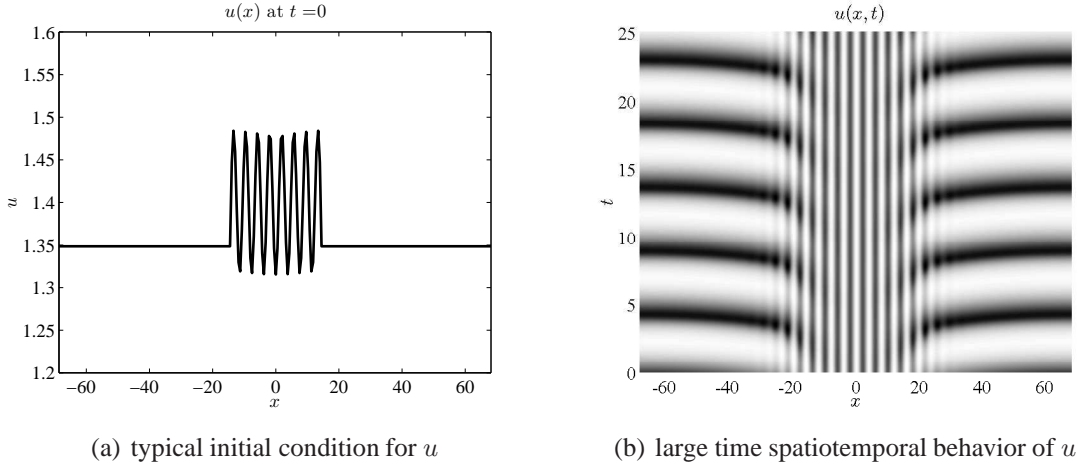 u(x) at t =0
1.6
1.55
1.5
1.45
1.4
1.35
1.3
1.25
1.2
u
−60 −40 −20 0 20 40 60
x
(a) typical initial condition for u
u(x, t)
25
20
15
10
5
0
t
-60 -40 -20 0 20 40 60
x
(b) large time spatiotemporal behavior of u